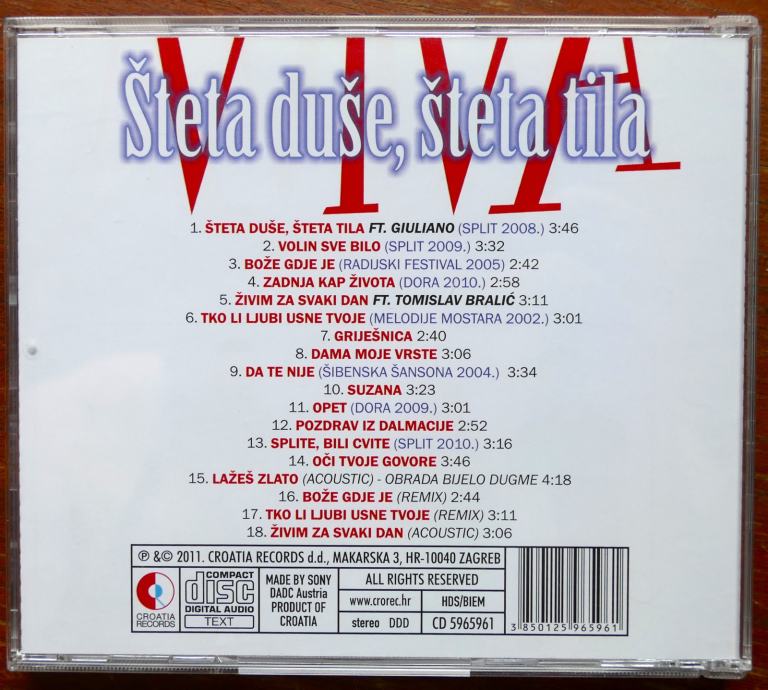 VIVA
Šteta duše, šteta tila
1. ŠTETA DUŠE, ŠTETA TILA FT. GIULIANO (SPLIT 2008.) 3:46
2. VOLIN SVE BILO (SPLIT 2009.) 3:32
3. BOŽE GDJE JE (RADIJSKI FESTIVAL 2005) 2:42
4. ZADNJA KAP ŽIVOTA (DORA 2010.) 2:58
5. ŽIVIM ZA SVAKI DAN FT. TOMISLAV BRALIĆ 3:11
6. TKO LI LJUBI USNE TVOJE (MELODIJE MOSTARA 2002.) 3:01
7. GRIJEŠNICA 2:40
8. DAMA MOJE VRSTE 3:06
9. DA TE NIJE (ŠIBENSKA ŠANSONA 2004.) 3:34
10. SUZANA 3:23
11. OPET (DORA 2009.) 3:01
12. POZDRAV IZ DALMACIJE 2:52
13. SPLITE, BILI CVITE (SPLIT 2010.) 3:16
14. OČI TVOJE GOVORE 3:46
15. LAŽEŠ ZLATO (ACOUSTIC) - OBRADA BIJELO DUGME 4:18
16. BOŽE GDJE JE (REMIX) 2:44
17. TKO LI LJUBI USNE TVOJE (REMIX) 3:11
18. ŽIVIM ZA SVAKI DAN (ACOUSTIC) 3:06
℗ &© 2011. CROATIA RECORDS d.d., MAKARSKA 3, HR-10040 ZAGREB
CROATIA
RECORDS
COMPACT
disc
DIGITAL AUDIO
TEXT
MADE BY SONY
DADC Austria
PRODUCT OF
CROATIA
ALL RIGHTS RESERVED
www.crorec.hr HDS/BIEM
stereo DDD CD 5965961
3 850125 965961